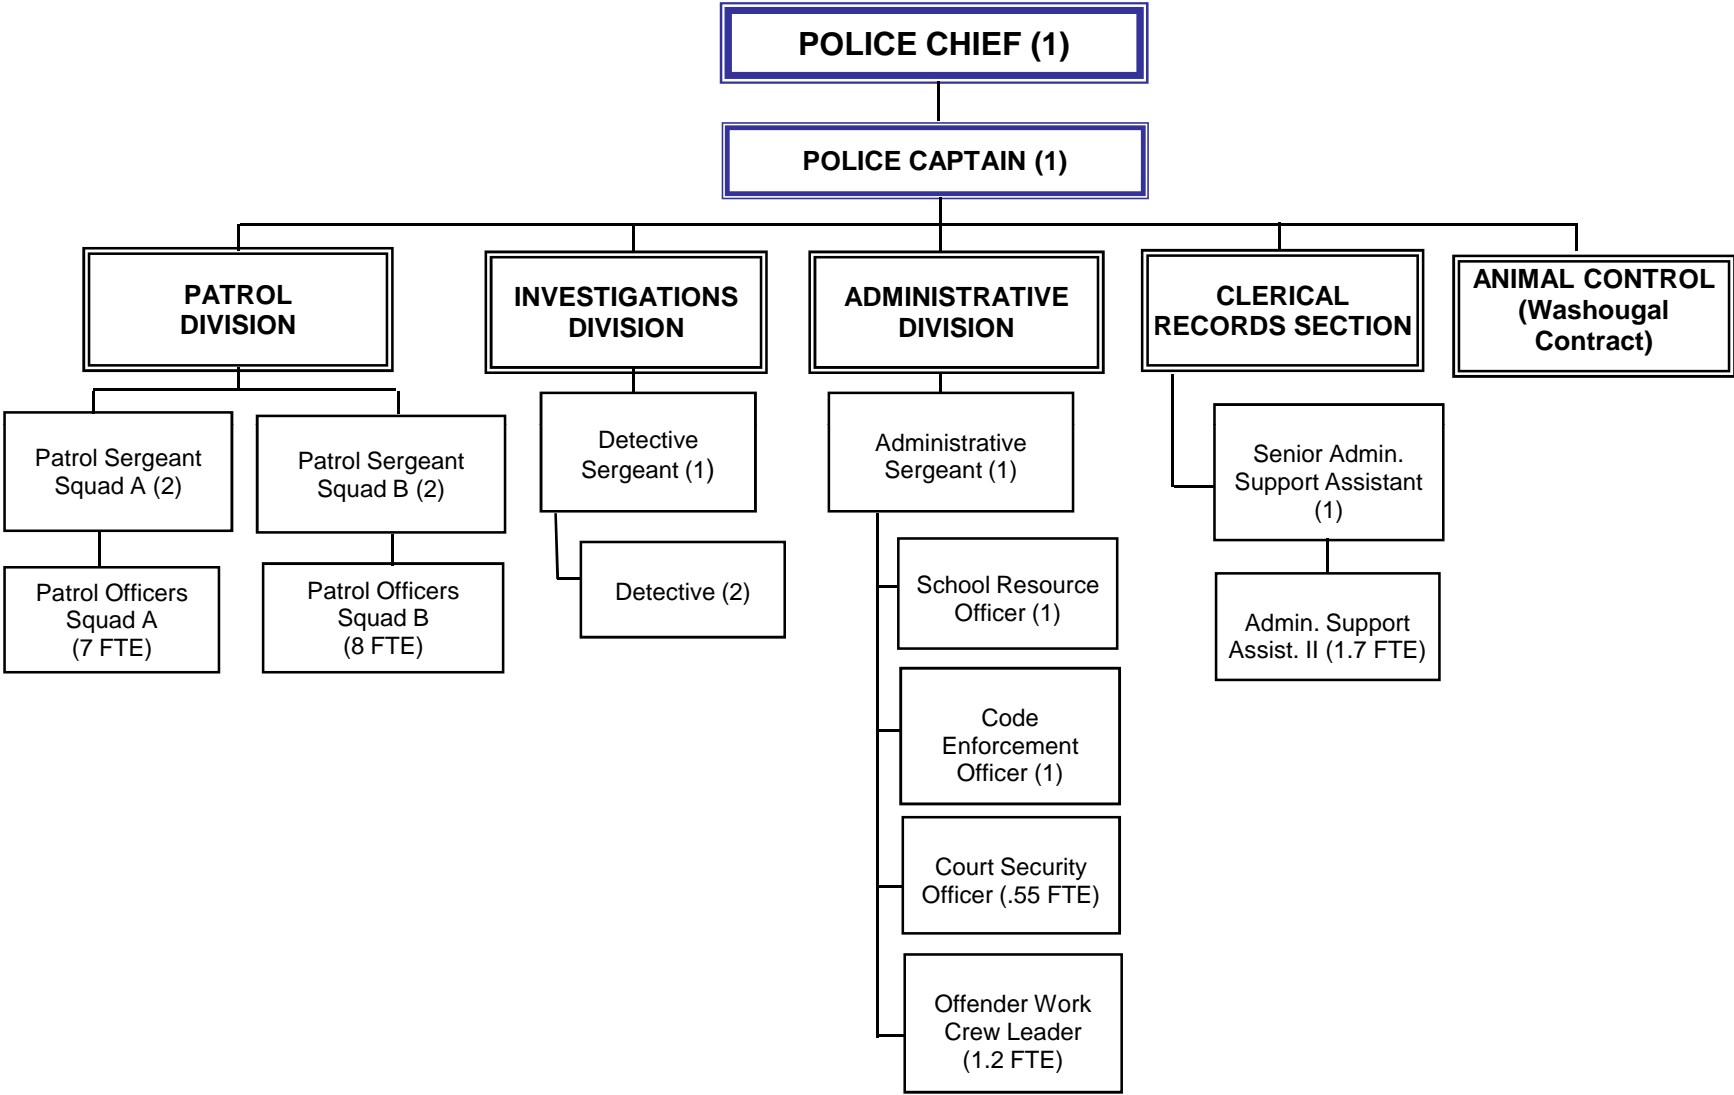 POLICE CHIEF (1)
POLICE CAPTAIN (1)
PATROL
DIVISION
INVESTIGATIONS
DIVISION
ADMINISTRATIVE
DIVISION
CLERICAL
RECORDS SECTION
ANIMAL CONTROL
(Washougal
Contract)
Patrol Sergeant
Squad A (2)
Patrol Sergeant
Squad B (2)
Detective
Sergeant (1)
Administrative
Sergeant (1)
Senior Admin.
Support Assistant
(1)
Patrol Officers
Squad A
(7 FTE)
Patrol Officers
Squad B
(8 FTE)
Detective (2)
School Resource
Officer (1)
Admin. Support
Assist. II (1.7 FTE)
Code
Enforcement
Officer (1)
Court Security
Officer (.55 FTE)
Offender Work
Crew Leader
(1.2 FTE)